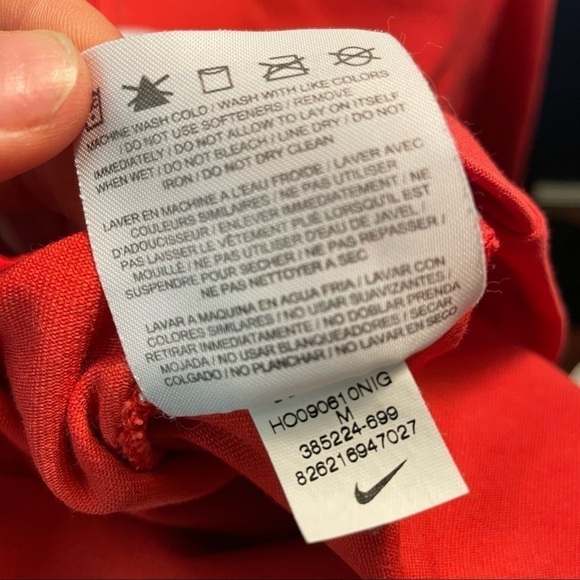 MACHINE WASH COLD / WASH WITH LIKE COLORS
/ DO NOT USE SOFTENERS / REMOVE
IMMEDIATELY / DO NOT ALLOW TO LAY ON ITSELF
WHEN WET / DO NOT BLEACH / LINE DRY / DO NOT
IRON / DO NOT DRY CLEAN
LAVER EN MACHINE A L'EAU FROIDE / LAVER AVEC
COULEURS SIMILAIRES / NE PAS UTILISER
D'ADOUCISSEUR / ENLEVER IMMEDIATEMENT / NE
PAS LAISSER LE VÊTEMENT PLIÉ LORSQU'IL EST
MOUILLÉ / NE PAS UTILISER D'EAU DE JAVEL /
SUSPENDRE POUR SECHER / NE PAS REPASSER /
NE PAS NETTOYER A SEC
LAVAR A MAQUINA EN AGUA FRIA / LAVAR CON
COLORES SIMILARES / NO USAR SUAVIZANTES /
RETIRAR INMEDIATAMENTE / NO DOBLAR PRENDA
MOJADA / NO USAR BLANQUEADORES / SECAR
COLGADO / NO PLANCHAR / NO LAVAR EN SECO
HO090610NIG
M
385224-699
826216947027